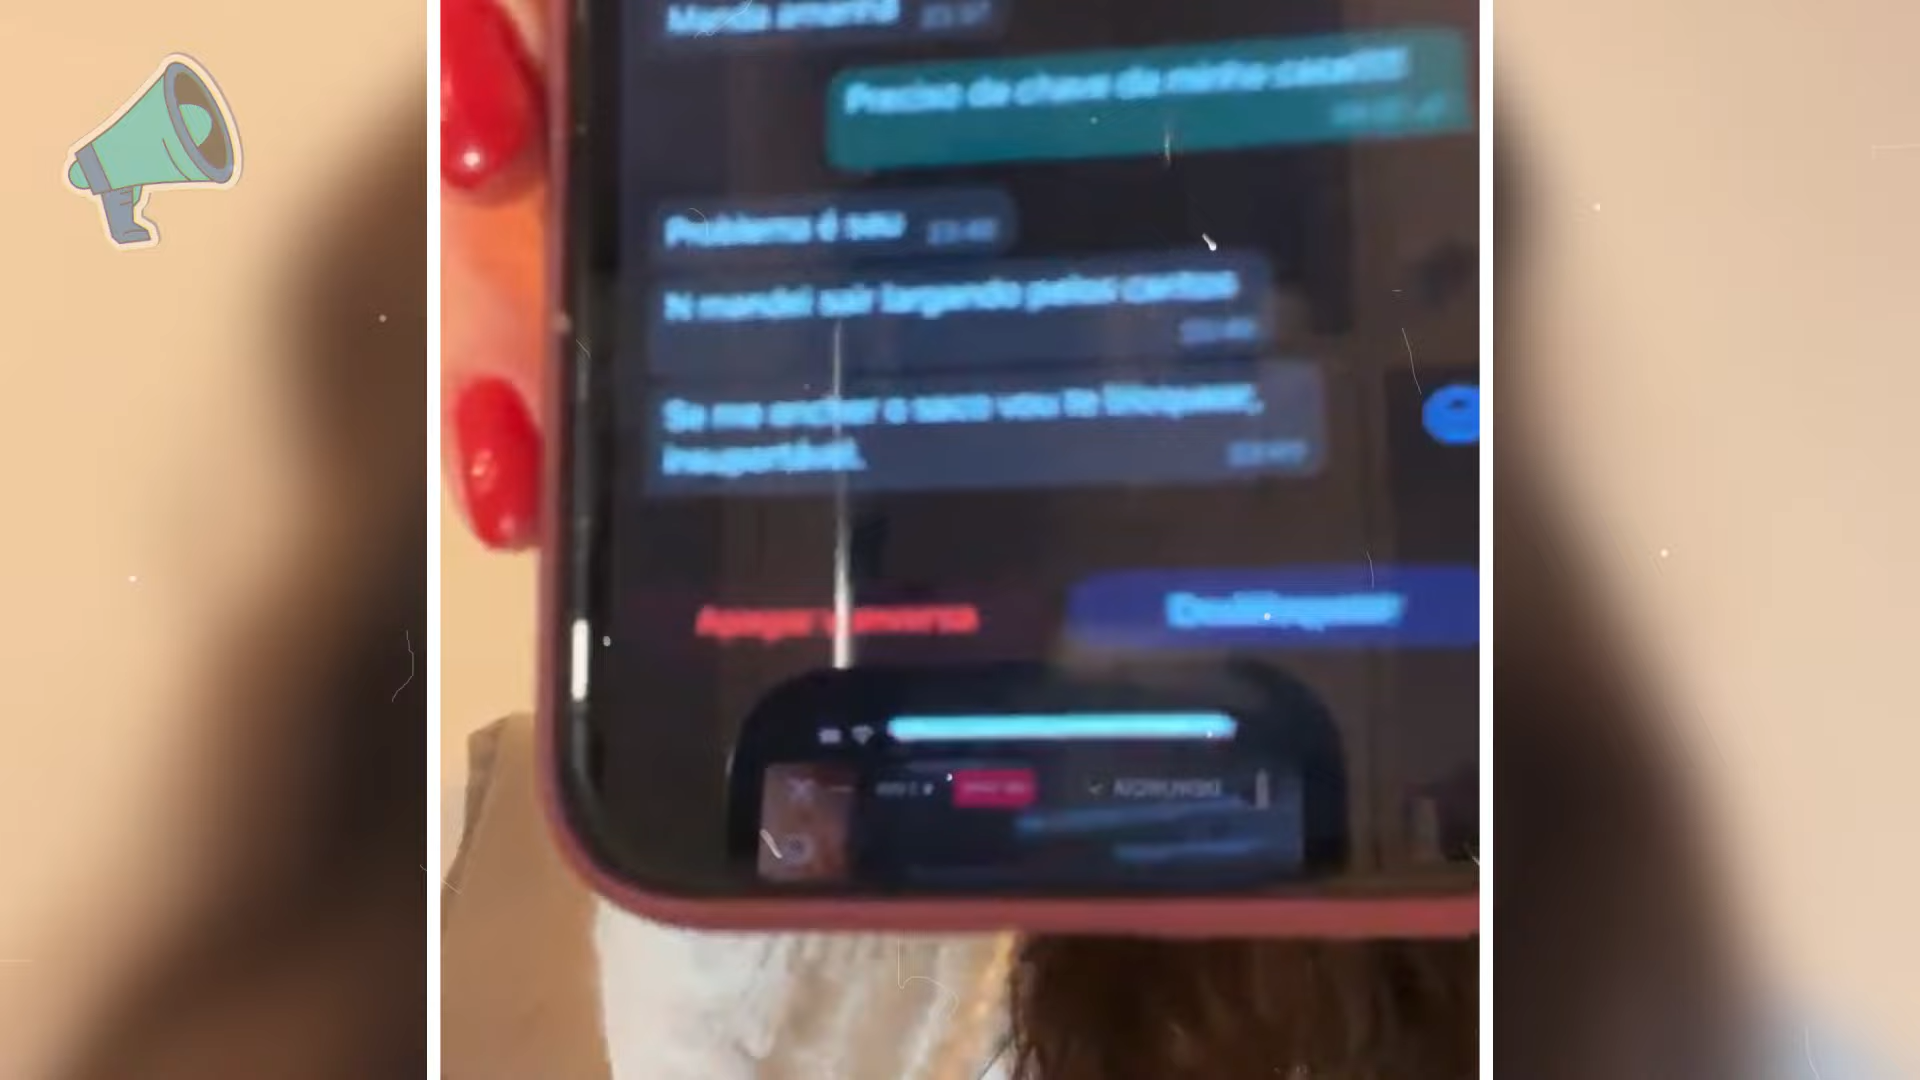 Manda amanhã
Preciso da chave da minha casa!!!!!
Problema é seu
N mandei sair largando pelos cantos
Se me encher o saco vou te bloquear,
insuportável.
Apagar conversa
Desbloquear